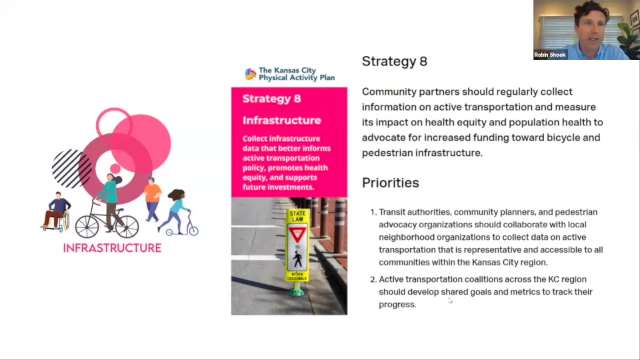 Robin Shook
INFRASTRUCTURE
The Kansas City
Physical Activity Plan
Strategy 8
Infrastructure
Collect infrastructure
data that better informs
active transportation
policy, promotes health
equity, and supports
future investments.
STATE
LAW
WITHIN
CROSSWALK
Strategy 8
Community partners should regularly collect
information on active transportation and measure
its impact on health equity and population health to
advocate for increased funding toward bicycle and
pedestrian infrastructure.
Priorities
1. Transit authorities, community planners, and pedestrian
advocacy organizations should collaborate with local
neighborhood organizations to collect data on active
transportation that is representative and accessible to all
communities within the Kansas City region.
2. Active transportation coalitions across the KC region
should develop shared goals and metrics to track their
progress.